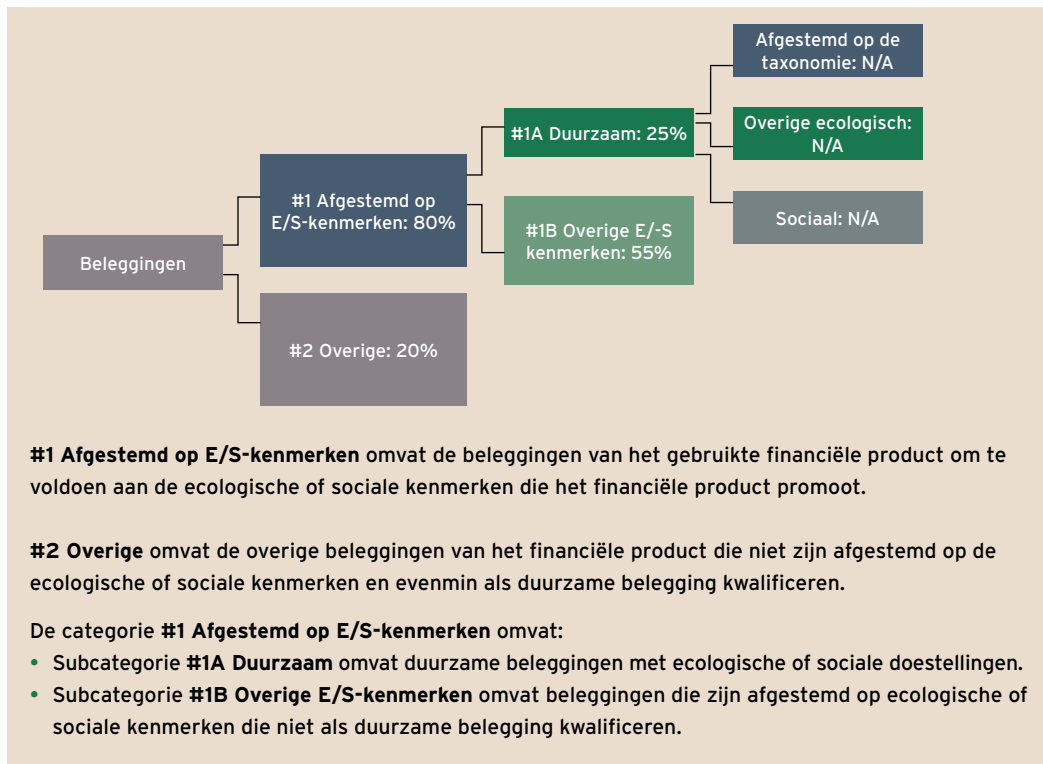 Afgestemd op de
taxonomie: N/A
#1A Duurzaam: 25%
Overige ecologisch:
N/A
#1 Afgestemd op
E/S-kenmerken: 80%
Sociaal: N/A
#1B Overige E/-S
kenmerken: 55%
Beleggingen
#2 Overige: 20%
#1 Afgestemd op E/S-kenmerken omvat de beleggingen van het gebruikte financiële product om te
voldoen aan de ecologische of sociale kenmerken die het financiële product promoot.
#2 Overige omvat de overige beleggingen van het financiële product die niet zijn afgestemd op de
ecologische of sociale kenmerken en evenmin als duurzame belegging kwalificeren.
De categorie #1 Afgestemd op E/S-kenmerken omvat:
• Subcategorie #1A Duurzaam omvat duurzame beleggingen met ecologische of sociale doestellingen.
• Subcategorie #1B Overige E/S-kenmerken omvat beleggingen die zijn afgestemd op ecologische of
sociale kenmerken die niet als duurzame belegging kwalificeren.